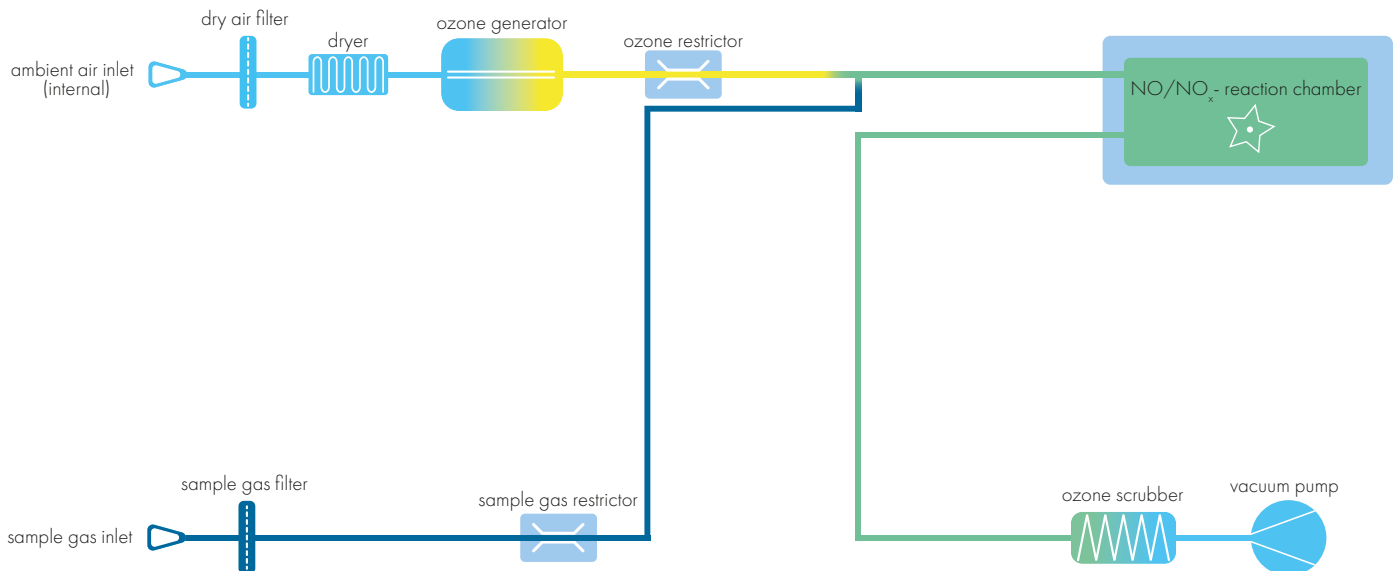 dry air filter
ozone generator
dryer
ozone restrictor
ambient air inlet
(internal)
NO/NOx- reaction chamber
sample gas filter
vacuum pump
sample gas restrictor
ozone scrubber
sample gas inlet